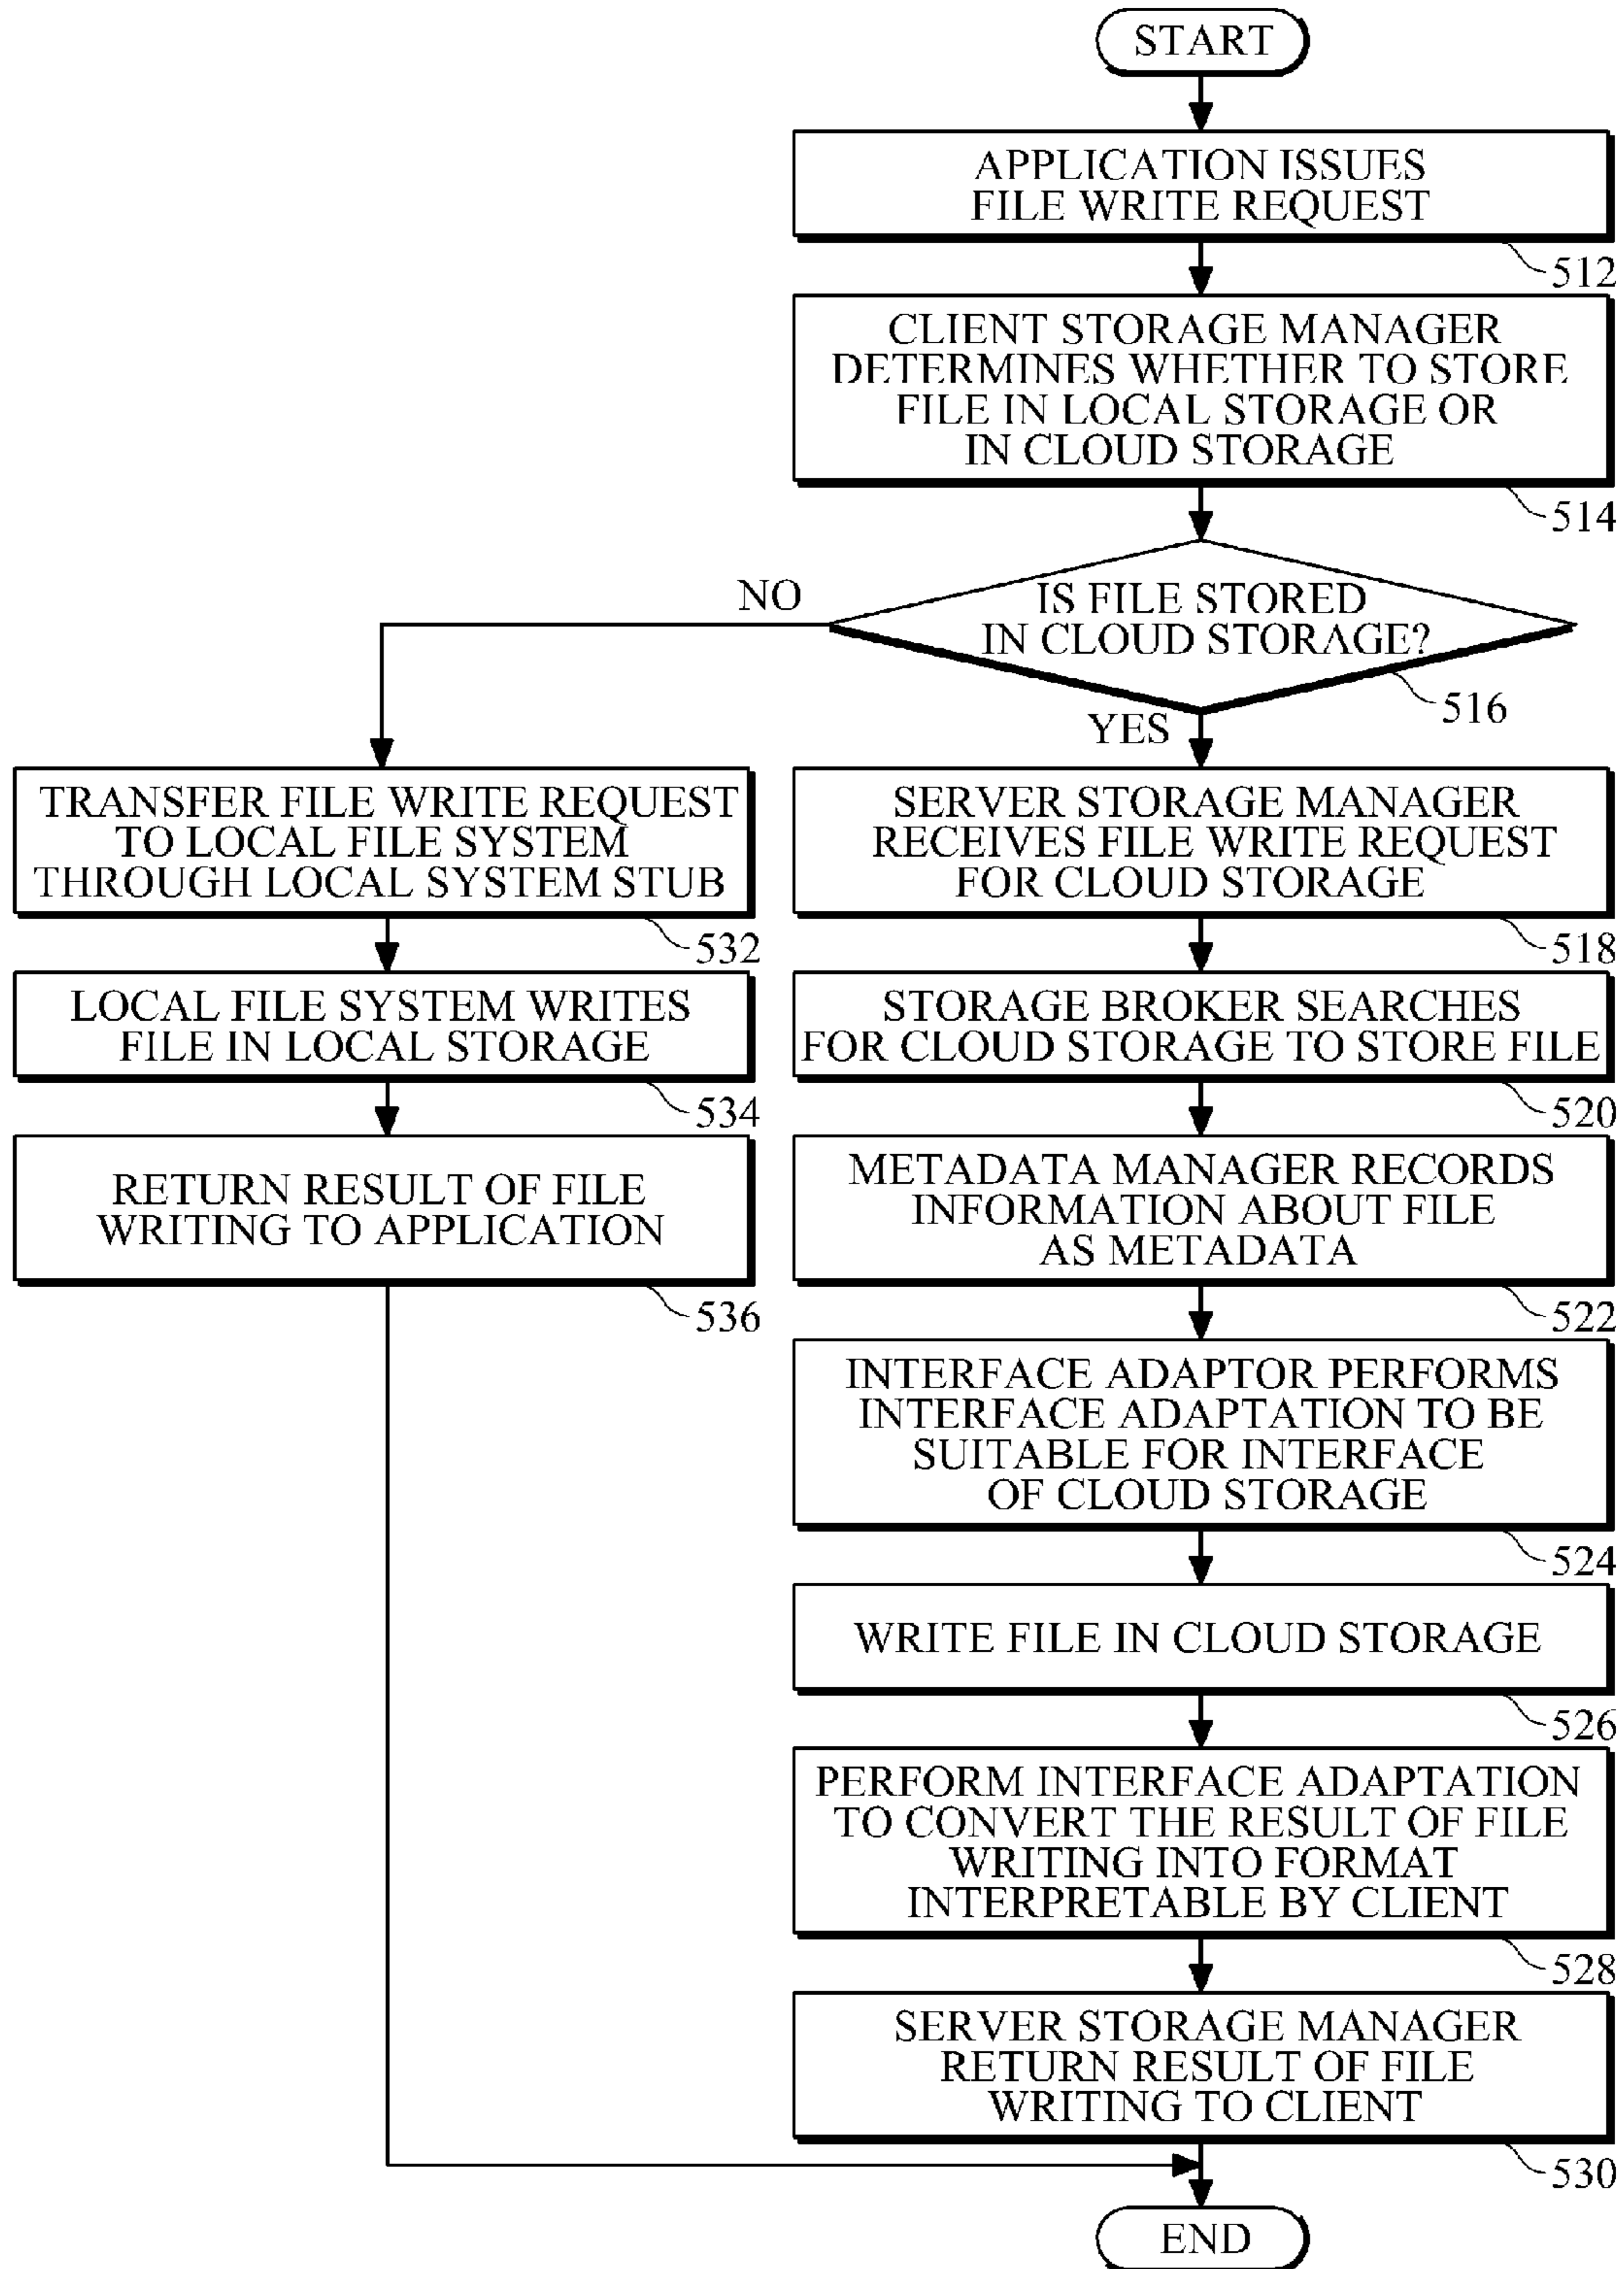 START
APPLICATION ISSUES
FILE WRITE REQUEST
512
CLIENT STORAGE MANAGER
DETERMINES WHETHER TO STORE
FILE IN LOCAL STORAGE OR
IN CLOUD STORAGE
514
IS FILE STORED
IN CLOUD STORAGE?
516
NO
YES
TRANSFER FILE WRITE REQUEST
TO LOCAL FILE SYSTEM
THROUGH LOCAL SYSTEM STUB
532
LOCAL FILE SYSTEM WRITES
FILE IN LOCAL STORAGE
534
RETURN RESULT OF FILE
WRITING TO APPLICATION
536
SERVER STORAGE MANAGER
RECEIVES FILE WRITE REQUEST
FOR CLOUD STORAGE
518
STORAGE BROKER SEARCHES
FOR CLOUD STORAGE TO STORE FILE
520
METADATA MANAGER RECORDS
INFORMATION ABOUT FILE
AS METADATA
522
INTERFACE ADAPTOR PERFORMS
INTERFACE ADAPTATION TO BE
SUITABLE FOR INTERFACE
OF CLOUD STORAGE
524
WRITE FILE IN CLOUD STORAGE
526
PERFORM INTERFACE ADAPTATION
TO CONVERT THE RESULT OF FILE
WRITING INTO FORMAT
INTERPRETABLE BY CLIENT
528
SERVER STORAGE MANAGER
RETURN RESULT OF FILE
WRITING TO CLIENT
530
END